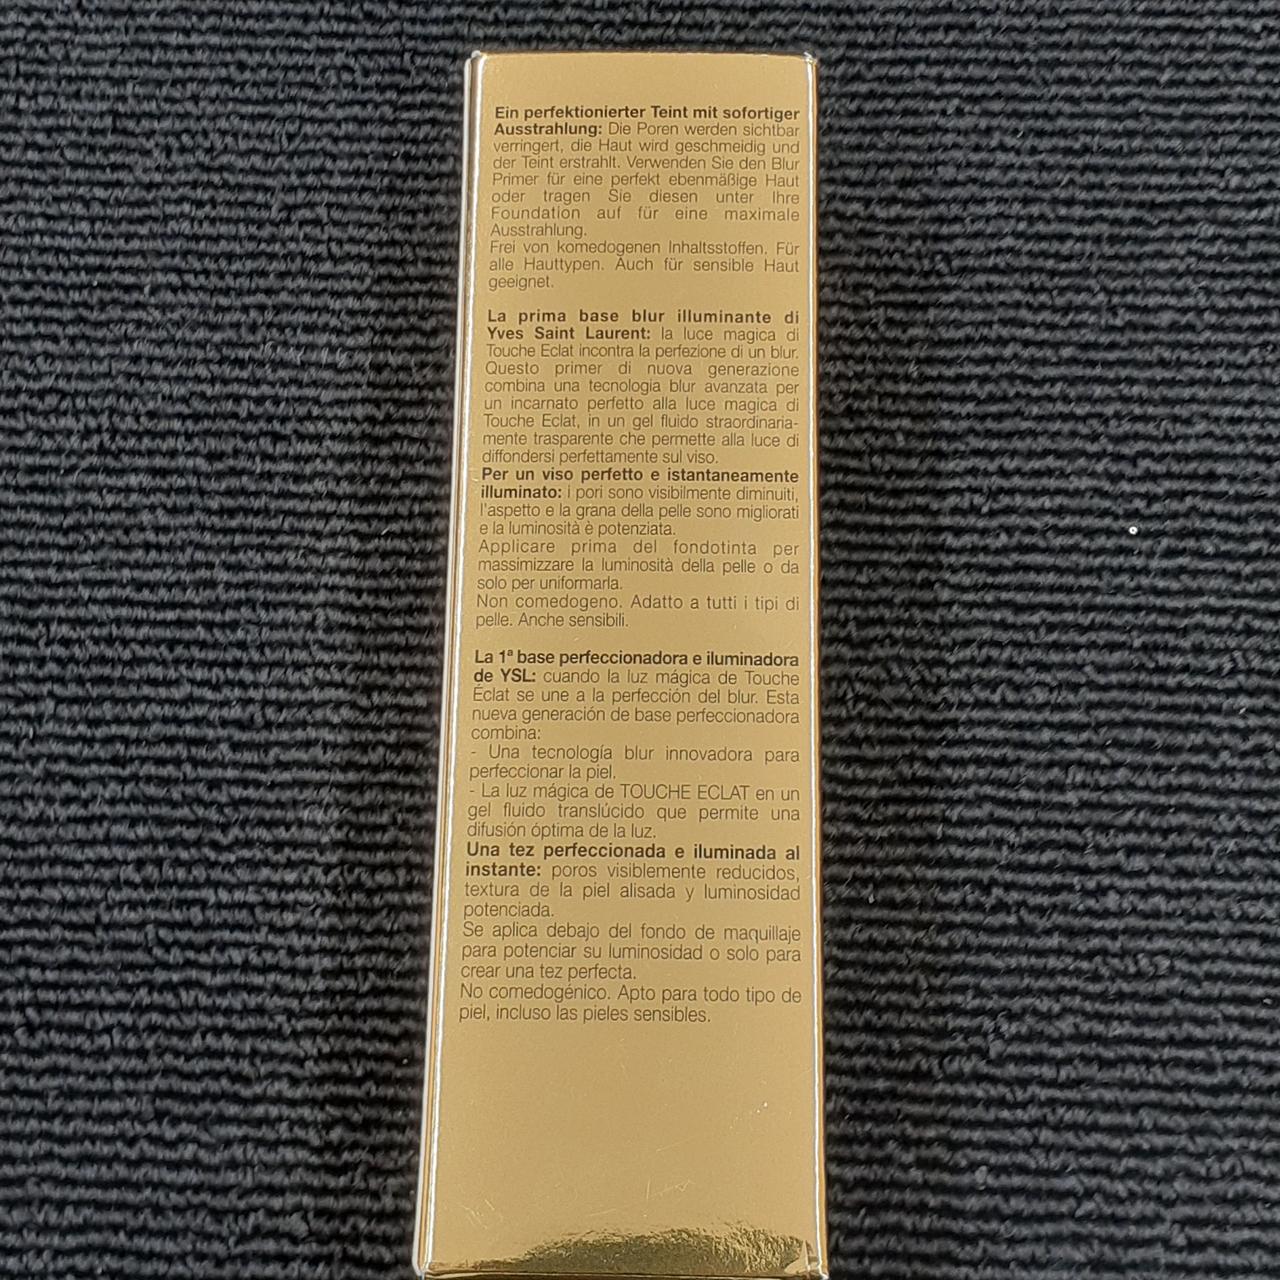 Ein perfektionierter Teint mit sofortiger
Ausstrahlung: Die Poren werden sichtbar
verringert, die Haut wird geschmeidig und
der Teint erstrahlt. Verwenden Sie den Blur
Primer für eine perfekt ebenmäßige Haut
oder tragen Sie diesen unter Ihre
Foundation auf für eine maximale
Ausstrahlung.
Frei von komedogenen Inhaltsstoffen. Für
alle Hauttypen. Auch für sensible Haut
geeignet.
La prima base blur illuminante di
Yves Saint Laurent: la luce magica di
Touche Eclat incontra la perfezione di un blur.
Questo primer di nuova generazione
combina una tecnologia blur avanzata per
un incarnato perfetto alla luce magica di
Touche Eclat, in un gel fluido straordinaria-
mente trasparente che permette alla luce di
diffondersi perfettamente sul viso.
Per un viso perfetto e istantaneamente
illuminato: i pori sono visibilmente diminuiti,
l'aspetto e la grana della pelle sono migliorati
e la luminosità è potenziata.
Applicare prima del fondotinta per
massimizzare la luminosità della pelle o da
solo per uniformarla.
Non comedogeno. Adatto a tutti i tipi di
pelle. Anche sensibili.
La 1ª base perfeccionadora e iluminadora
de YSL: cuando la luz mágica de Touche
Éclat se une a la perfección del blur. Esta
nueva generación de base perfeccionadora
combina:
- Una tecnología blur innovadora para
perfeccionar la piel.
- La luz mágica de TOUCHE ECLAT en un
gel fluido translúcido que permite una
difusión óptima de la luz.
Una tez perfeccionada e iluminada al
instante: poros visiblemente reducidos,
textura de la piel alisada y luminosidad
potenciada.
Se aplica debajo del fondo de maquillaje
para potenciar su luminosidad o solo para
crear una tez perfecta.
No comedogénico. Apto para todo tipo de
piel, incluso las pieles sensibles.